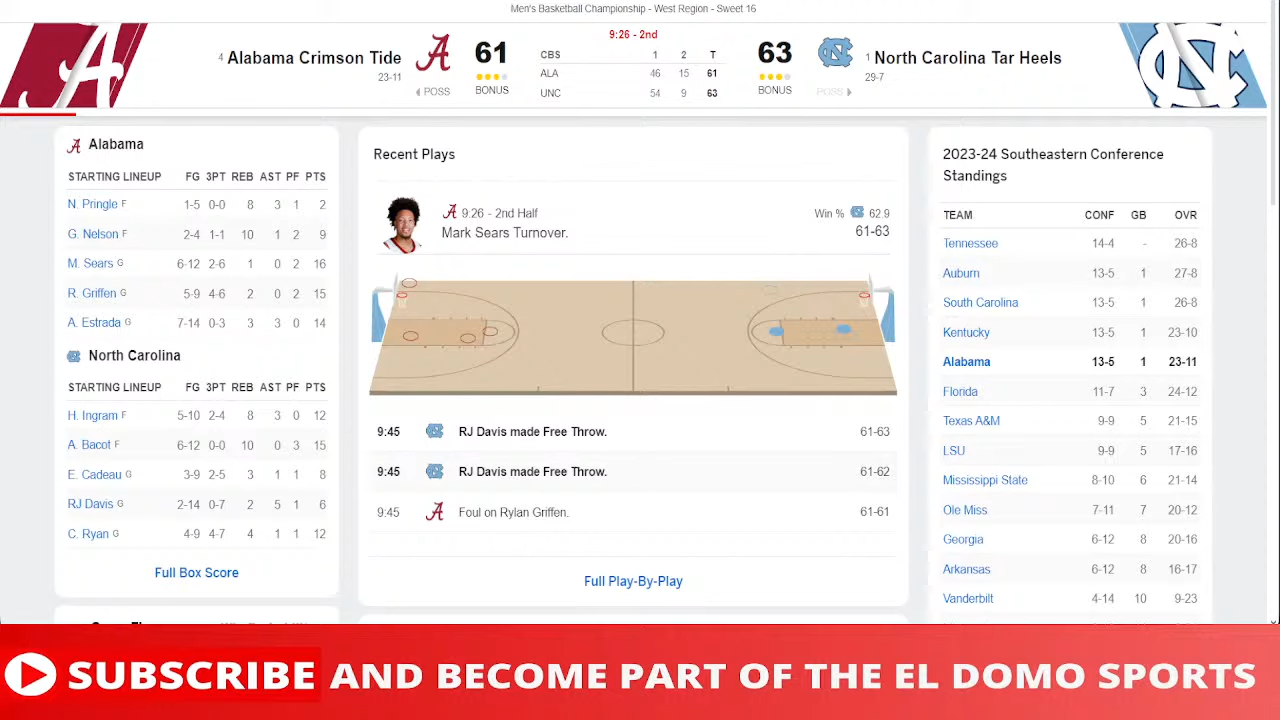 Men's Basketball Championship - West Region - Sweet 16
4 Alabama Crimson Tide
23-11
POSS
61
BONUS
9:26 - 2nd
CBS 1 2 T
ALA 46 15 61
UNC 54 9 63
63
BONUS
POSS
1 North Carolina Tar Heels
29-7
Alabama
STARTING LINEUP FG 3PT REB AST PF PTS
N. Pringle F 1-5 0-0 8 3 1 2
G. Nelson F 2-4 1-1 10 1 2 9
M. Sears G 6-12 2-6 1 0 2 16
R. Griffen G 5-9 4-6 2 0 2 15
A. Estrada G 7-14 0-3 3 3 0 14
North Carolina
STARTING LINEUP FG 3PT REB AST PF PTS
H. Ingram F 5-10 2-4 8 3 0 12
A. Bacot F 6-12 0-0 10 0 3 15
E. Cadeau G 3-9 2-5 3 1 1 8
RJ Davis G 2-14 0-7 2 5 1 6
C. Ryan G 4-9 4-7 4 1 1 12
Full Box Score
Recent Plays
9:26 - 2nd Half
Mark Sears Turnover.
Win % 62.9
61-63
9:45 RJ Davis made Free Throw. 61-63
9:45 RJ Davis made Free Throw. 61-62
9:45 Foul on Rylan Griffen. 61-61
Full Play-By-Play
2023-24 Southeastern Conference
Standings
TEAM CONF GB OVR
Tennessee 14-4 - 26-8
Auburn 13-5 1 27-8
South Carolina 13-5 1 26-8
Kentucky 13-5 1 23-10
Alabama 13-5 1 23-11
Florida 11-7 3 24-12
Texas A&M 9-9 5 21-15
LSU 9-9 5 17-16
Mississippi State 8-10 6 21-14
Ole Miss 7-11 7 20-12
Georgia 6-12 8 20-16
Arkansas 6-12 8 16-17
Vanderbilt 4-14 10 9-23
SUBSCRIBE AND BECOME PART OF THE EL DOMO SPORTS